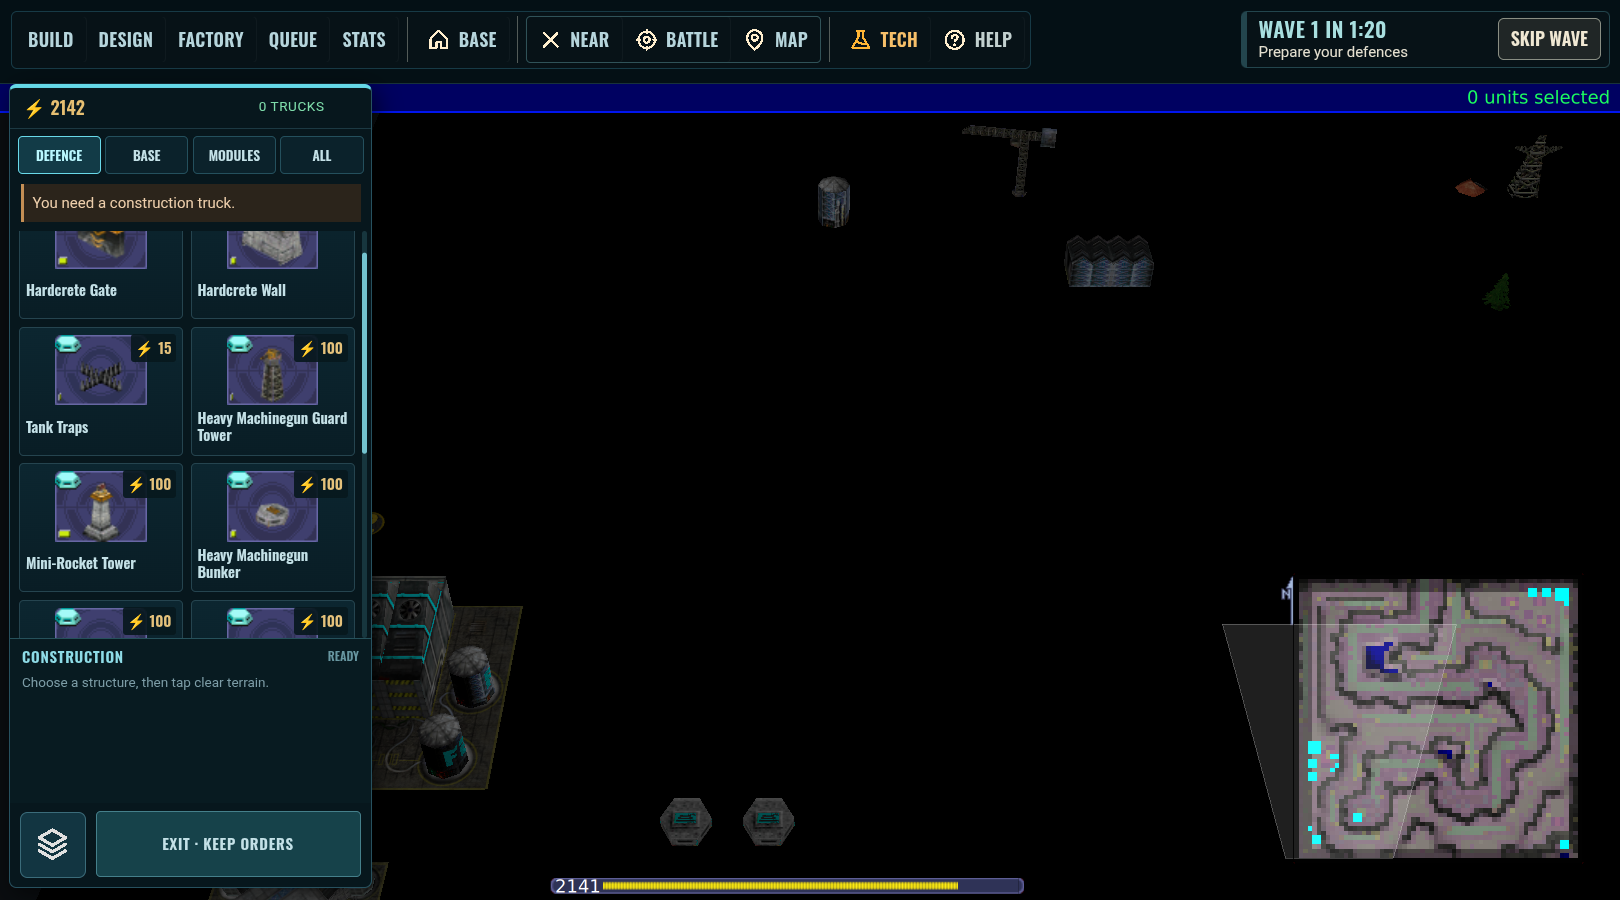 BUILD
DESIGN
FACTORY
QUEUE
STATS
BASE
NEAR
BATTLE
MAP
TECH
HELP
WAVE 1 IN 1:20
Prepare your defences
SKIP WAVE
0 units selected
2142
0 TRUCKS
DEFENCE
BASE
MODULES
ALL
You need a construction truck.
Hardcrete Gate
Hardcrete Wall
15
100
Tank Traps
Heavy Machinegun Guard
Tower
100
100
Mini-Rocket Tower
Heavy Machinegun
Bunker
100
100
CONSTRUCTION
READY
Choose a structure, then tap clear terrain.
EXIT · KEEP ORDERS
2141
N